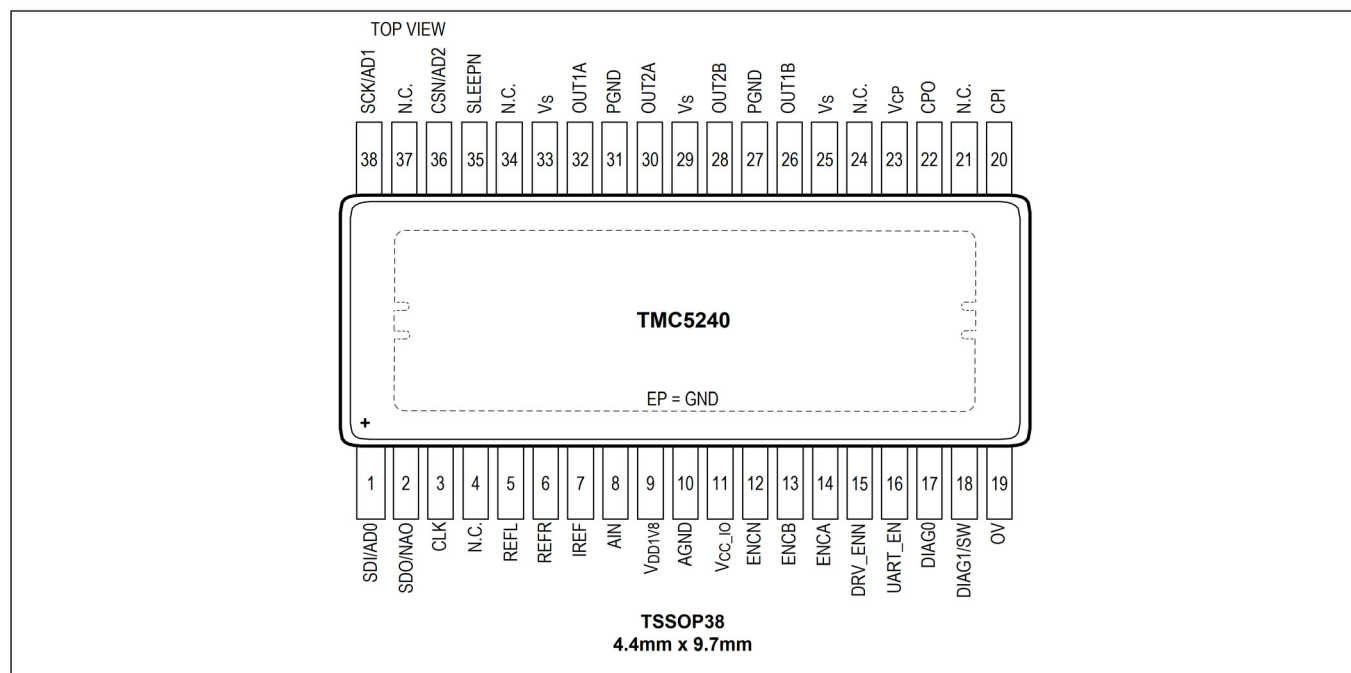 TOP VIEW
SCK/AD1
N.C.
CSN/AD2
SLEEPN
N.C.
VS
OUT1A
PGND
OUT2A
VS
OUT2B
PGND
OUT1B
VS
N.C.
VCP
CPO
N.C.
CPI
38 37 36 35 34 33 32 31 30 29 28 27 26 25 24 23 22 21 20
TMC5240
EP = GND
+
1 2 3 4 5 6 7 8 9 10 11 12 13 14 15 16 17 18 19
SDI/AD0
SDO/NAO
CLK
N.C.
REFL
REFR
IREF
AIN
VDD1V8
AGND
VCC_IO
ENCN
ENCB
ENCA
DRV_ENN
UART_EN
DIAG0
DIAG1/SW
OV
TSSOP38
4.4mm x 9.7mm